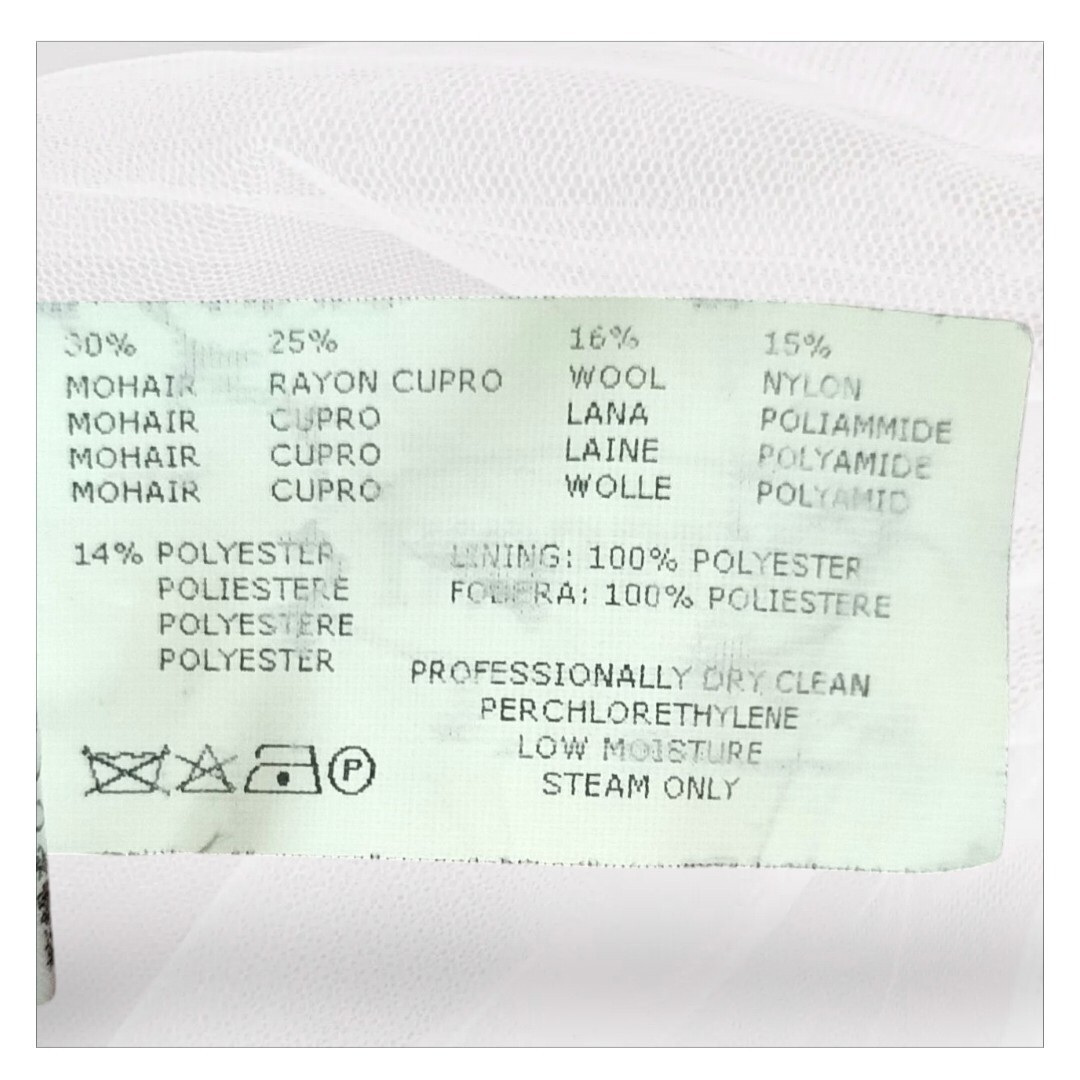 30% 25% 16% 15%
MOHAIR RAYON CUPRO WOOL NYLON
MOHAIR CUPRO LANA POLIAMMIDE
MOHAIR CUPRO LAINE POLYAMIDE
MOHAIR CUPRO WOLLE POLYAMID
14% POLYESTER LINING: 100% POLYESTER
POLIESTERE FODERA: 100% POLIESTERE
POLYESTERE
POLYESTER
PROFESSIONALLY DRY CLEAN
PERCHLORETHYLENE
LOW MOISTURE
STEAM ONLY
P